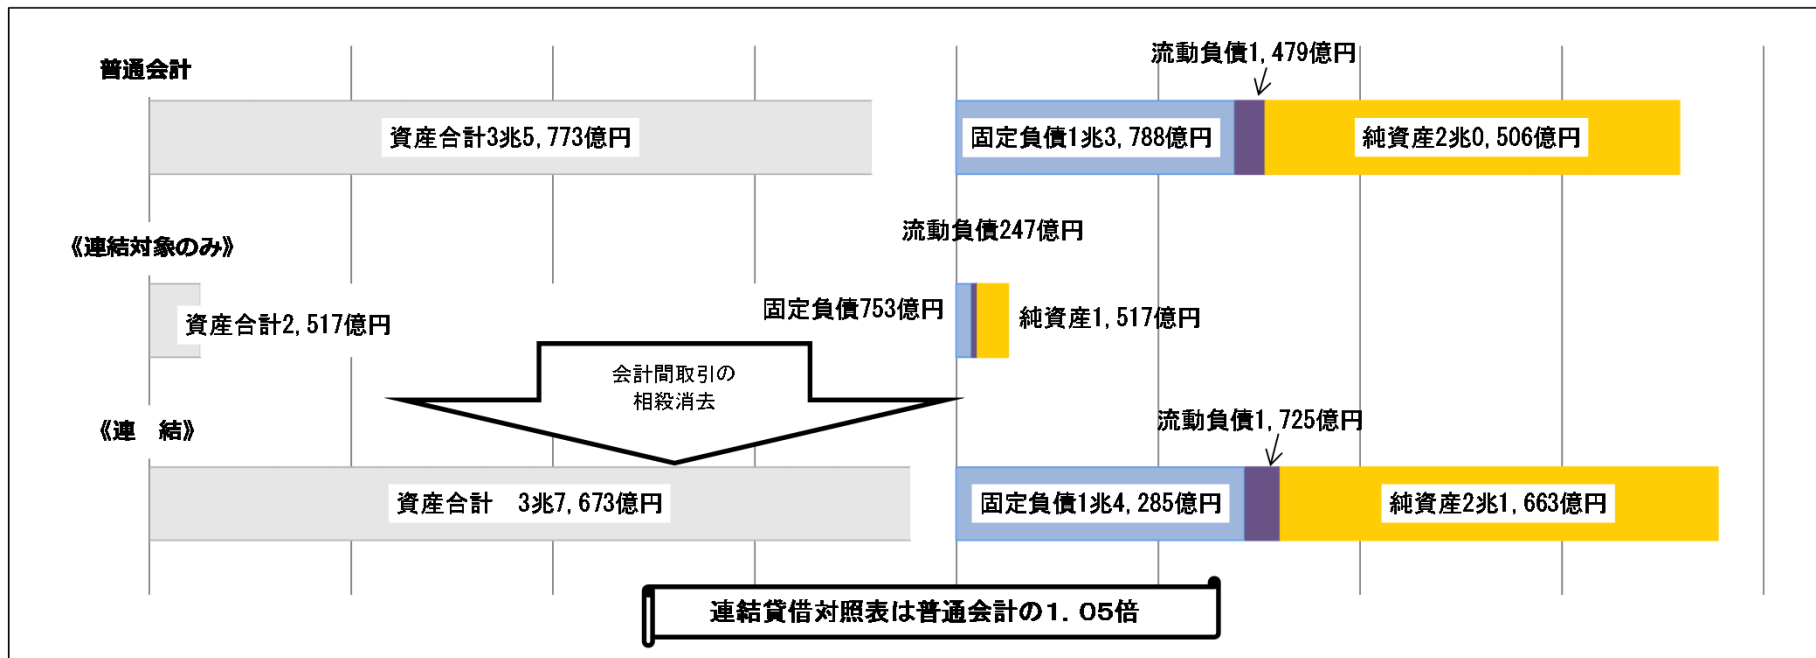 普通会計
流動負債1,479億円
資産合計3兆5,773億円
固定負債1兆3,788億円
純資産2兆0,506億円
《連結対象のみ》
流動負債247億円
資産合計2,517億円
固定負債753億円
純資産1,517億円
会計間取引の
相殺消去
《連　結》
流動負債1,725億円
資産合計　3兆7,673億円
固定負債1兆4,285億円
純資産2兆1,663億円
連結貸借対照表は普通会計の1．05倍